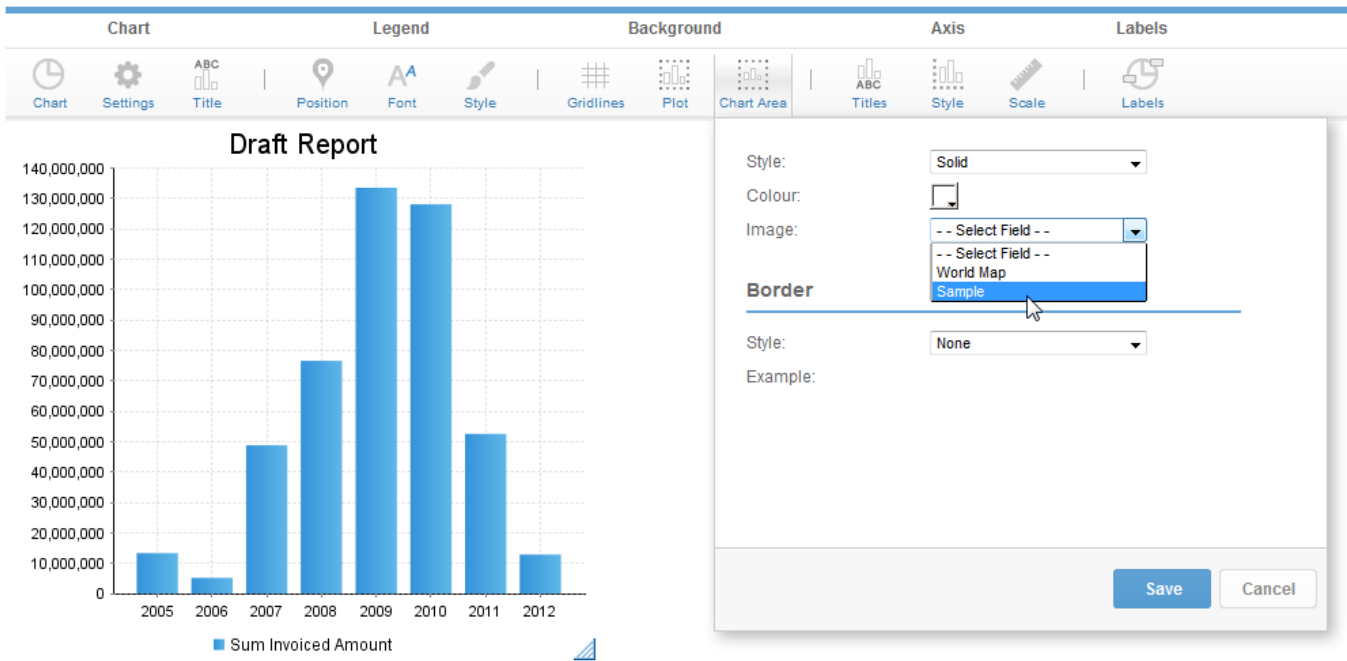 Chart Legend Background Axis Labels
ABC
ABC
AA
Chart Settings Title Position Font Style Gridlines Plot Chart Area Titles Style Scale Labels
Draft Report
140,000,000
130,000,000
120,000,000
110,000,000
100,000,000
90,000,000
80,000,000
70,000,000
60,000,000
50,000,000
40,000,000
30,000,000
20,000,000
10,000,000
0
2005 2006 2007 2008 2009 2010 2011 2012
Sum Invoiced Amount
Style: Solid
Colour:
Image: - - Select Field - -
- - Select Field - -
World Map
Sample
Border
Style: None
Example:
Save Cancel